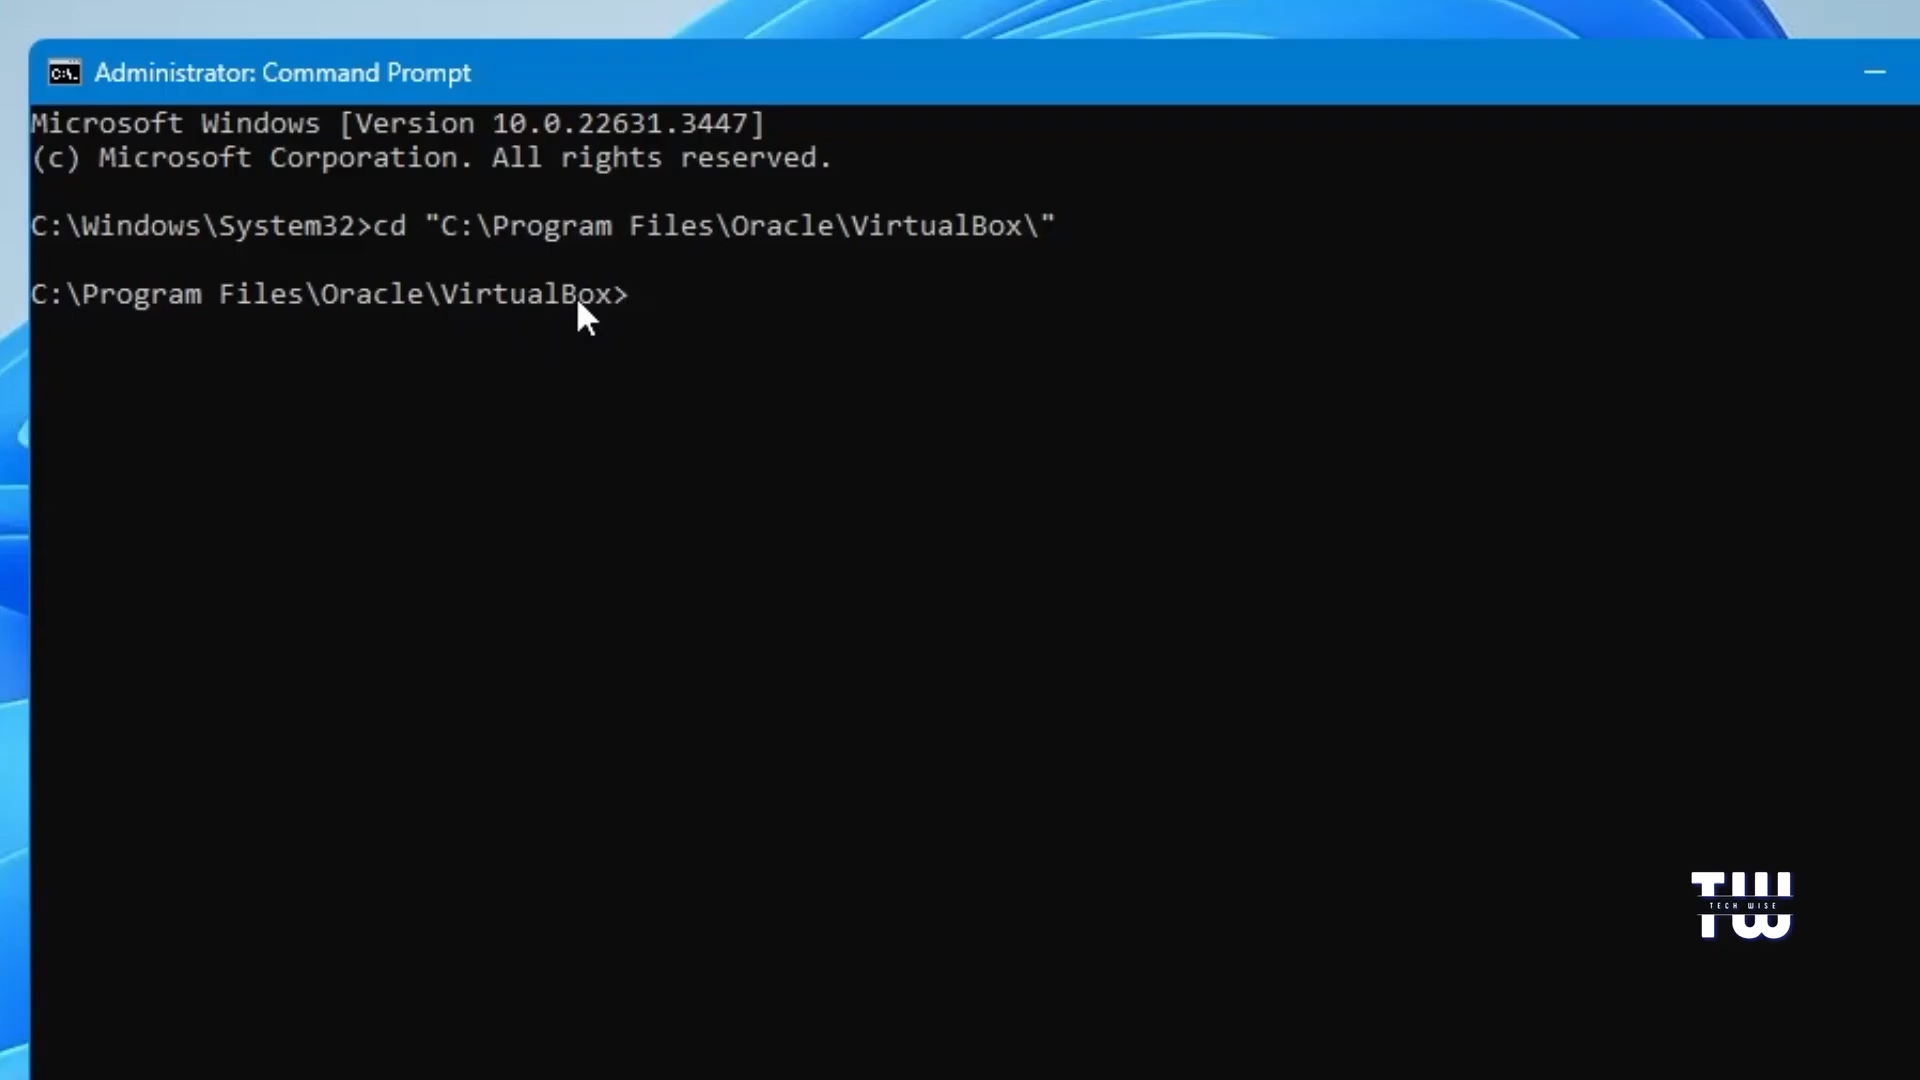 Administrator: Command Prompt
Microsoft Windows [Version 10.0.22631.3447]
(c) Microsoft Corporation. All rights reserved.
C:\Windows\System32>cd "C:\Program Files\Oracle\VirtualBox\"
C:\Program Files\Oracle\VirtualBox>
TW
TECH WISE